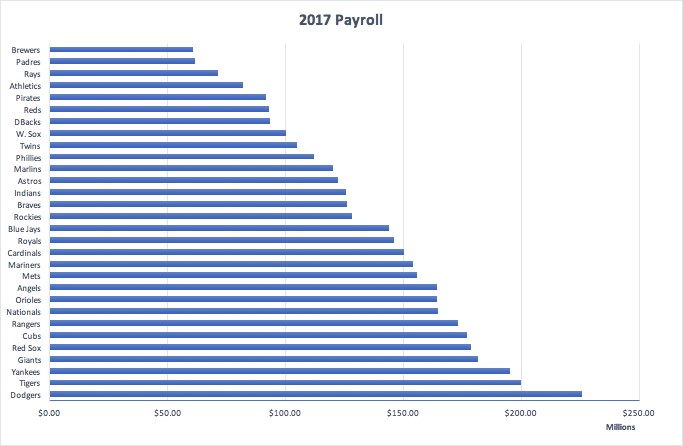 2017 Payroll
Brewers
Padres
Rays
Athletics
Pirates
Reds
DBacks
W. Sox
Twins
Phillies
Marlins
Astros
Indians
Braves
Rockies
Blue Jays
Royals
Cardinals
Mariners
Mets
Angels
Orioles
Nationals
Rangers
Cubs
Red Sox
Giants
Yankees
Tigers
Dodgers
$0.00 $50.00 $100.00 $150.00 $200.00 $250.00
Millions